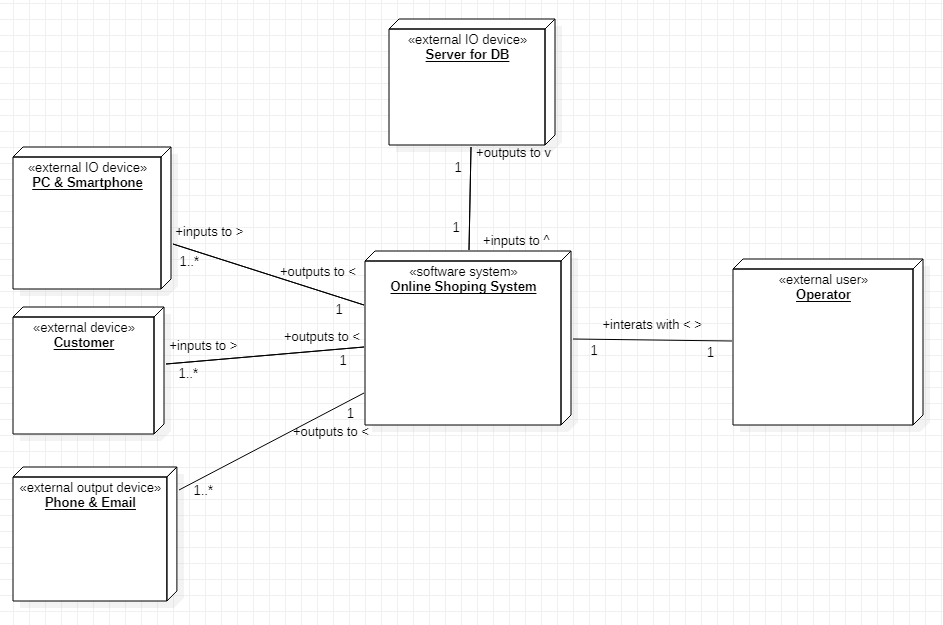 «external IO device»
Server for DB
+outputs to v
1
1
+inputs to ^
«external IO device»
PC & Smartphone
+inputs to >
1..*
+outputs to <
1
«external device»
Customer
+inputs to >
1..*
+outputs to <
1
«external output device»
Phone & Email
1..*
1
+outputs to <
«software system»
Online Shoping System
+interats with < >
1
1
«external user»
Operator